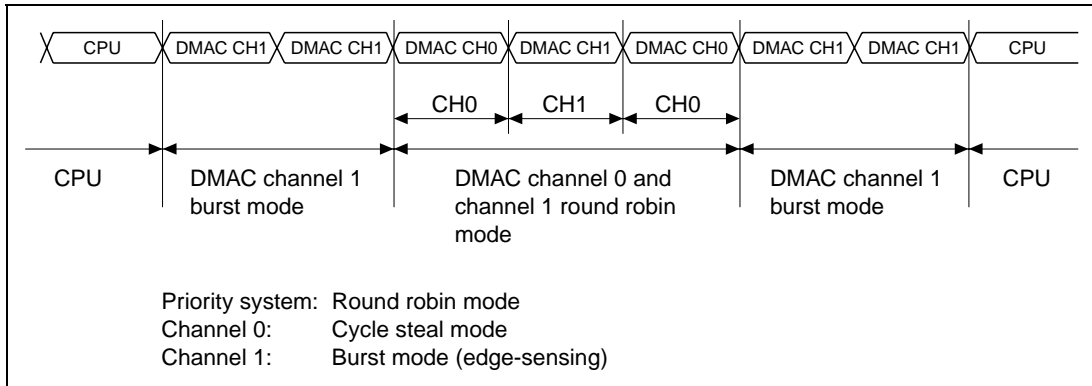 CPU DMAC CH1 DMAC CH1 DMAC CH0 DMAC CH1 DMAC CH0 DMAC CH1 DMAC CH1 CPU
CH0 CH1 CH0
CPU DMAC channel 1 DMAC channel 0 and DMAC channel 1 CPU
burst mode channel 1 round robin burst mode
mode
Priority system: Round robin mode
Channel 0: Cycle steal mode
Channel 1: Burst mode (edge-sensing)